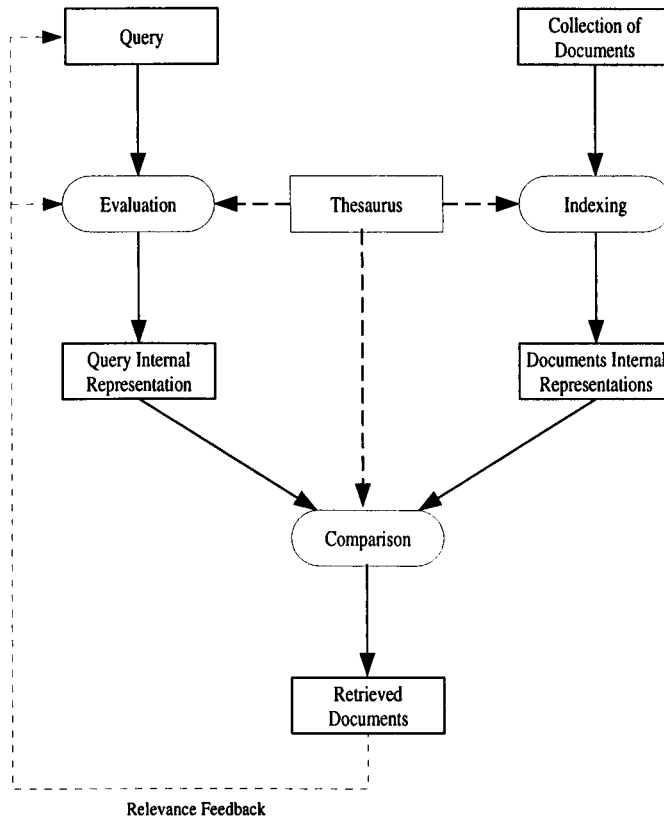 Query
Collection of
Documents
Evaluation
Thesaurus
Indexing
Query Internal
Representation
Documents Internal
Representations
Comparison
Retrieved
Documents
Relevance Feedback